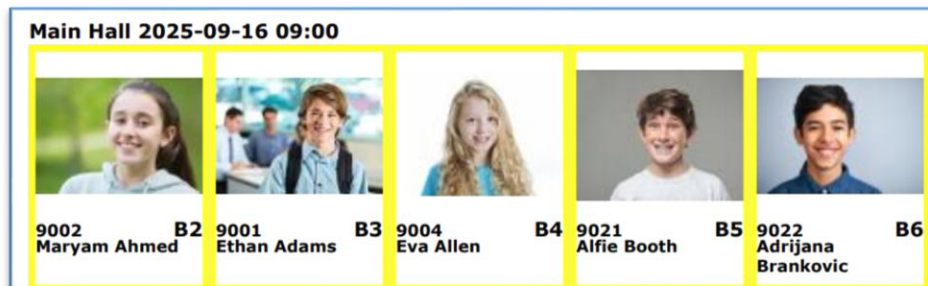 Main Hall 2025-09-16 09:00
9002 B2
Maryam Ahmed
9001 B3
Ethan Adams
9004 B4
Eva Allen
9021 B5
Alfie Booth
9022 B6
Adrijana
Brankovic